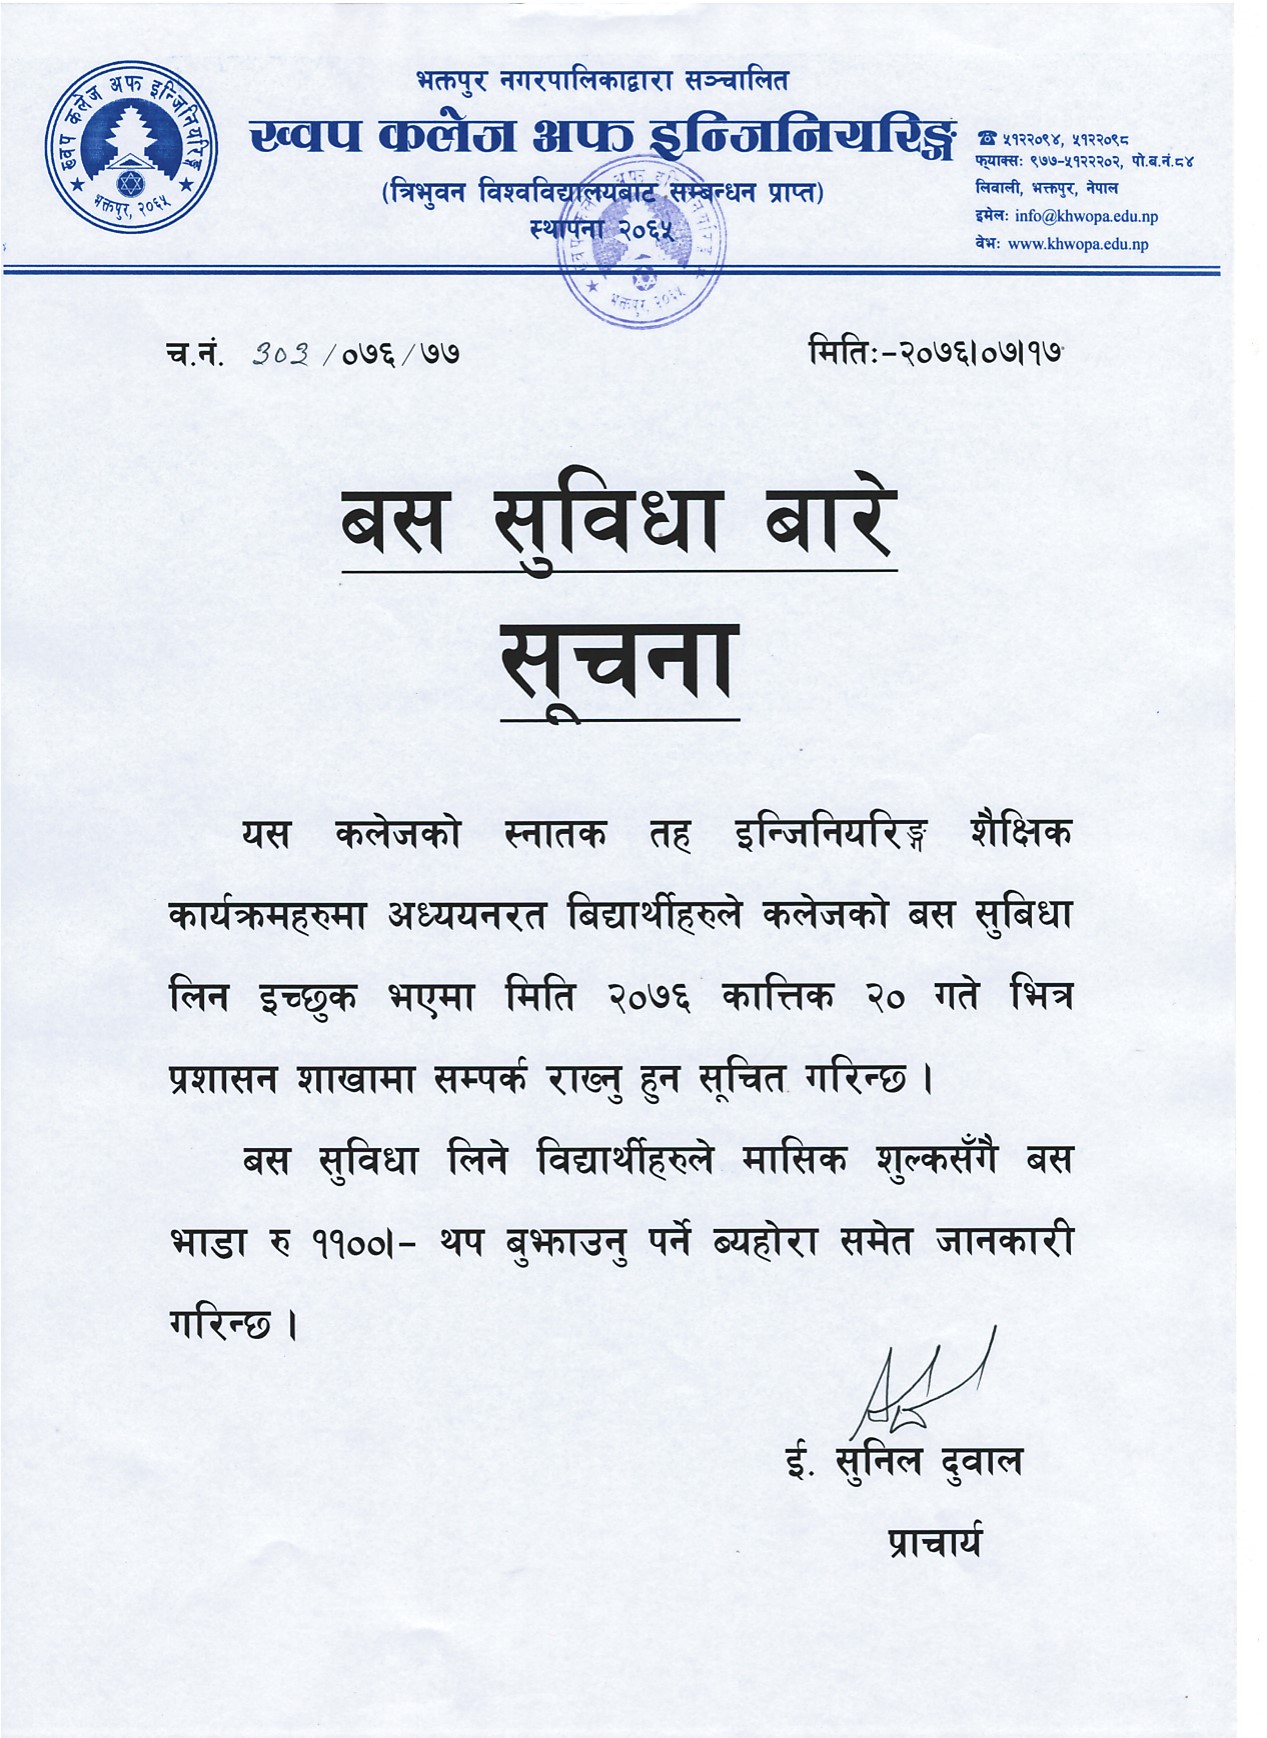 भक्तपुर नगरपालिकाद्वारा सञ्चालित
ख्वप कलेज अफ इन्जिनियरिङ्ग
(त्रिभुवन विश्वविद्यालयबाट सम्बन्धन प्राप्त)
स्थापना २०६५
ख्वप कलेज अफ इन्जिनियरिङ्ग
भक्तपुर, २०६५
☎ ५१२२०९४, ५१२२०९८
फ्याक्सः ९७७-५१२२२०२, पो.ब.नं.८४
लिवाली, भक्तपुर, नेपाल
इमेलः info@khwopa.edu.np
वेभः www.khwopa.edu.np
भक्तपुर, २०६५
च.नं. ३०३/०७६/७७
मितिः-२०७६।०७।१७
बस सुविधा बारे
सूचना
यस कलेजको स्नातक तह इन्जिनियरिङ्ग शैक्षिक
कार्यक्रमहरुमा अध्ययनरत बिद्यार्थीहरुले कलेजको बस सुबिधा
लिन इच्छुक भएमा मिति २०७६ कात्तिक २० गते भित्र
प्रशासन शाखामा सम्पर्क राख्नु हुन सूचित गरिन्छ ।
बस सुविधा लिने विद्यार्थीहरुले मासिक शुल्कसँगै बस
भाडा रु ११००।- थप बुझाउनु पर्ने ब्यहोरा समेत जानकारी
गरिन्छ ।
ई. सुनिल दुवाल
प्राचार्य